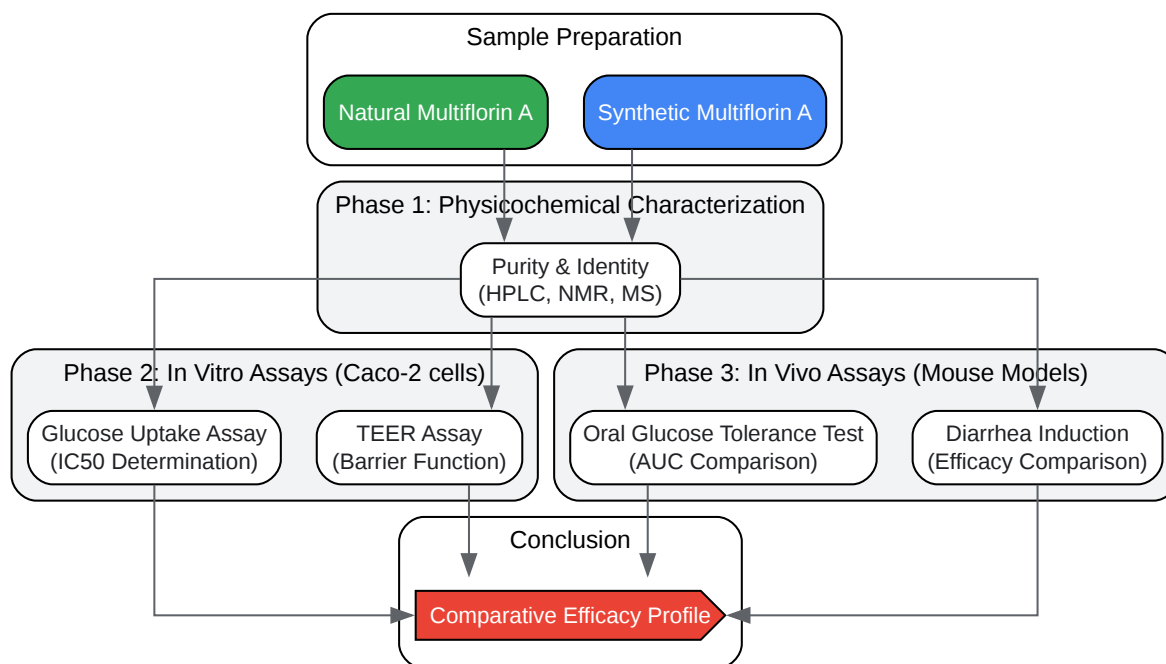 Sample Preparation
Natural Multiflorin A
Synthetic Multiflorin A
Phase 1: Physicochemical Characterization
Purity & Identity
(HPLC, NMR, MS)
Phase 2: In Vitro Assays (Caco-2 cells)
Glucose Uptake Assay
(IC50 Determination)
TEER Assay
(Barrier Function)
Phase 3: In Vivo Assays (Mouse Models)
Oral Glucose Tolerance Test
(AUC Comparison)
Diarrhea Induction
(Efficacy Comparison)
Conclusion
Comparative Efficacy Profile